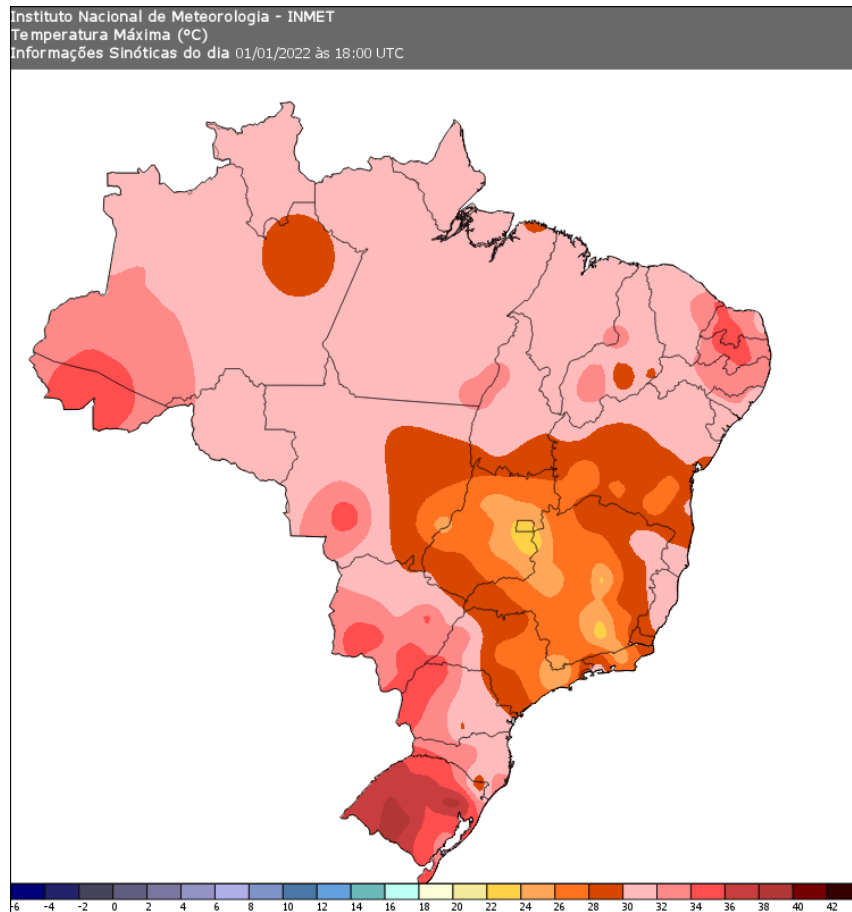 Instituto Nacional de Meteorologia - INMET
Temperatura Máxima (ºC)
Informações Sinóticas do dia 01/01/2022 às 18:00 UTC
-6 -4 -2 0 2 4 6 8 10 12 14 16 18 20 22 24 26 28 30 32 34 36 38 40 42